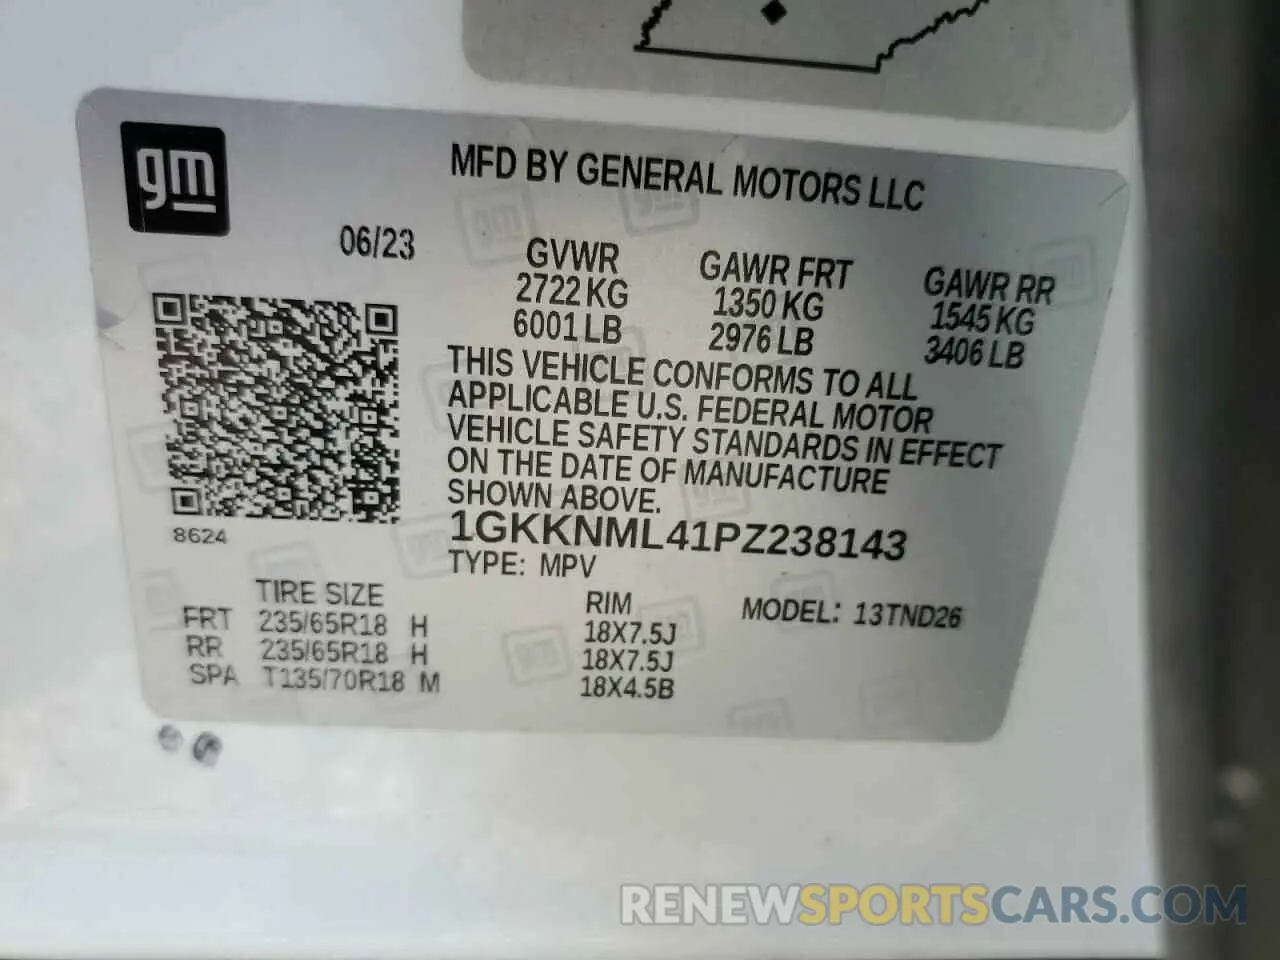 gm
MFD BY GENERAL MOTORS LLC
06/23
GVWR GAWR FRT GAWR RR
2722 KG 1350 KG 1545 KG
6001 LB 2976 LB 3406 LB
THIS VEHICLE CONFORMS TO ALL
APPLICABLE U.S. FEDERAL MOTOR
VEHICLE SAFETY STANDARDS IN EFFECT
ON THE DATE OF MANUFACTURE
SHOWN ABOVE.
8624
1GKKNML41PZ238143
TYPE: MPV
TIRE SIZE RIM MODEL: 13TND26
FRT 235/65R18 H 18X7.5J
RR 235/65R18 H 18X7.5J
SPA T135/70R18 M 18X4.5B
RENEWSPORTSCARS.COM